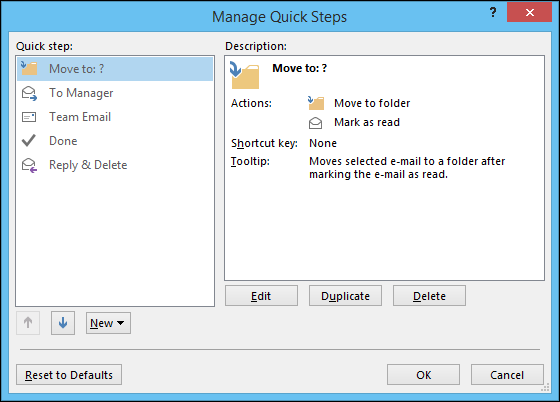 Manage Quick Steps
?
Quick step:
Move to: ?
To Manager
Team Email
Done
Reply & Delete
New
Description:
Move to: ?
Actions: Move to folder
Mark as read
Shortcut key: None
Tooltip: Moves selected e-mail to a folder after
marking the e-mail as read.
Edit Duplicate Delete
Reset to Defaults OK Cancel